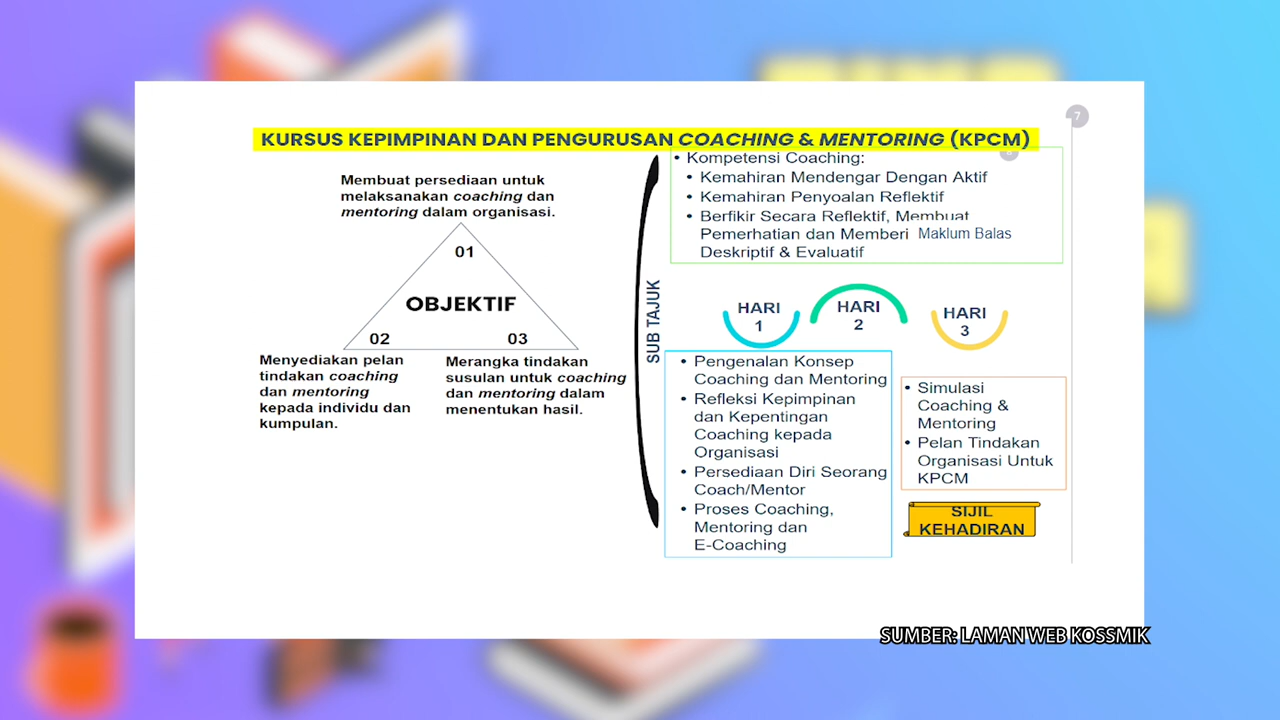 7
KURSUS KEPIMPINAN DAN PENGURUSAN COACHING & MENTORING (KPCM)
Membuat persediaan untuk
melaksanakan coaching dan
mentoring dalam organisasi.
01
OBJEKTIF
02
03
Menyediakan pelan
tindakan coaching
dan mentoring
kepada individu dan
kumpulan.
Merangka tindakan
susulan untuk coaching
dan mentoring dalam
menentukan hasil.
SUB TAJUK
• Kompetensi Coaching:
• Kemahiran Mendengar Dengan Aktif
• Kemahiran Penyoalan Reflektif
• Berfikir Secara Reflektif, Membuat
Pemerhatian dan Memberi Maklum Balas
Deskriptif & Evaluatif
HARI
1
HARI
2
HARI
3
• Pengenalan Konsep
Coaching dan Mentoring
• Refleksi Kepimpinan
dan Kepentingan
Coaching kepada
Organisasi
• Persediaan Diri Seorang
Coach/Mentor
• Proses Coaching,
Mentoring dan
E-Coaching
• Simulasi
Coaching &
Mentoring
• Pelan Tindakan
Organisasi Untuk
KPCM
SIJIL
KEHADIRAN
SUMBER: LAMAN WEB KOSSMIK